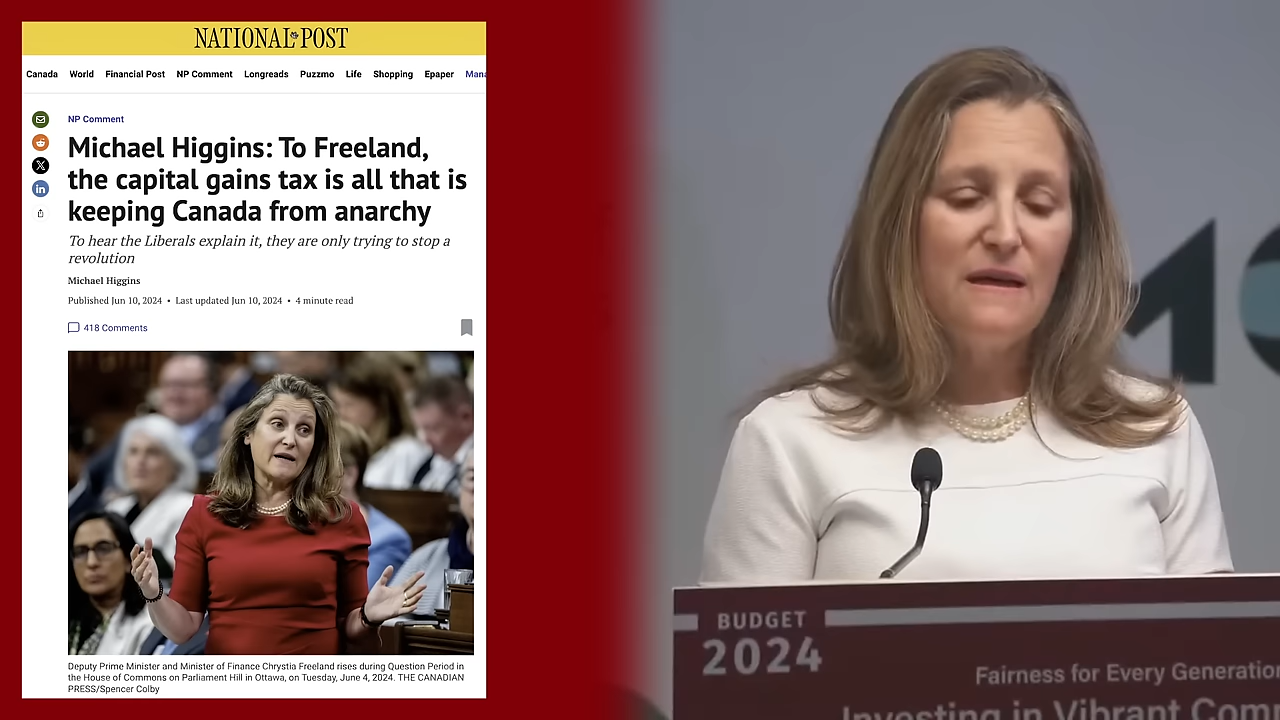 NATIONAL POST
Canada World Financial Post NP Comment Longreads Puzzmo Life Shopping Epaper Mana
NP Comment
Michael Higgins: To Freeland,
the capital gains tax is all that is
keeping Canada from anarchy
To hear the Liberals explain it, they are only trying to stop a
revolution
Michael Higgins
Published Jun 10, 2024 • Last updated Jun 10, 2024 • 4 minute read
418 Comments
Deputy Prime Minister and Minister of Finance Chrystia Freeland rises during Question Period in
the House of Commons on Parliament Hill in Ottawa, on Tuesday, June 4, 2024. THE CANADIAN
PRESS/Spencer Colby
BUDGET
2024
Fairness for Every Generation
Investing in Vibrant